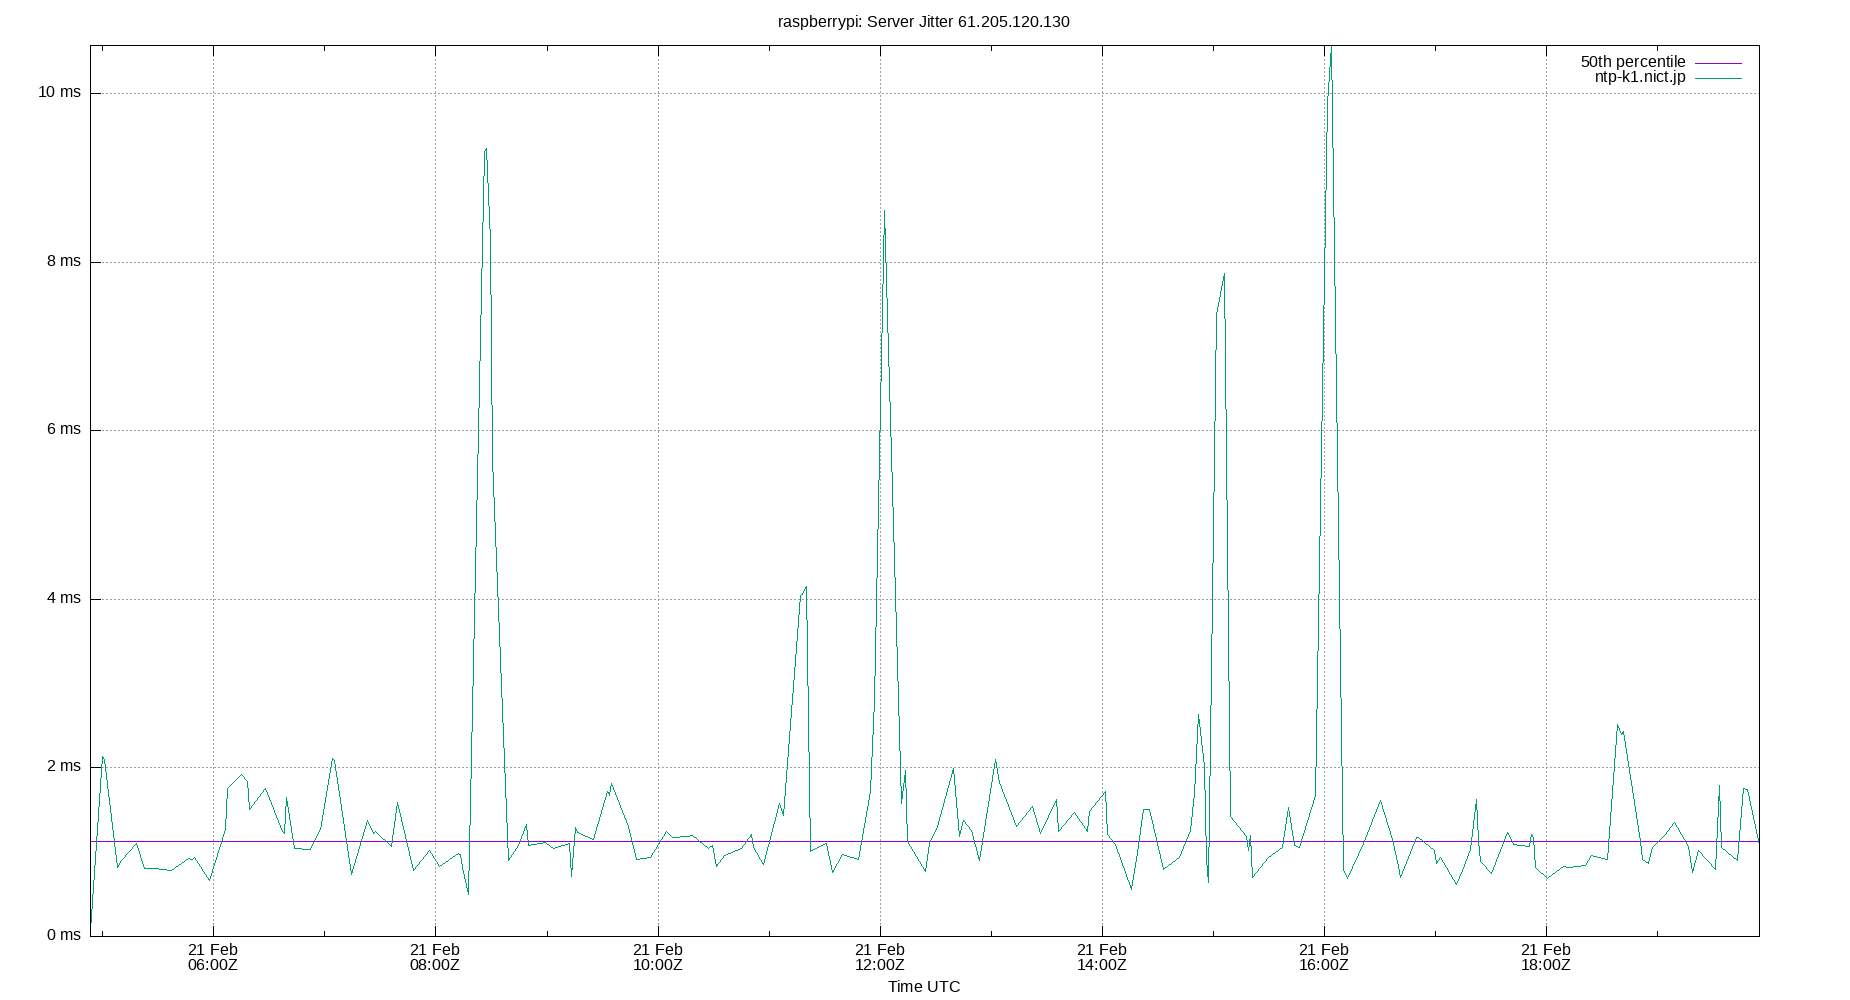 raspberrypi: Server Jitter 61.205.120.130
50th percentile
ntp-k1.nict.jp
10 ms
8 ms
6 ms
4 ms
2 ms
0 ms
21 Feb 21 Feb 21 Feb 21 Feb 21 Feb 21 Feb 21 Feb
06:00Z 08:00Z 10:00Z 12:00Z 14:00Z 16:00Z 18:00Z
Time UTC